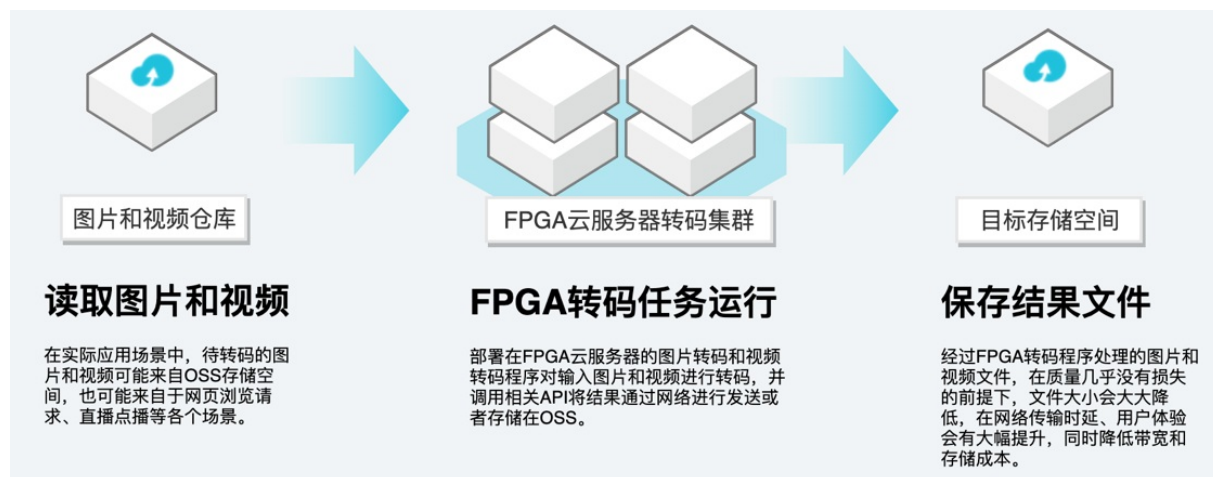 图片和视频仓库
FPGA云服务器转码集群
目标存储空间
读取图片和视频
在实际应用场景中，待转码的图
片和视频可能来自OSS存储空
间，也可能来自于网页浏览请
求、直播点播等各个场景。
FPGA转码任务运行
部署在FPGA云服务器的图片转码和视频
转码程序对输入图片和视频进行转码，并
调用相关API将结果通过网络进行发送或
者存储在OSS。
保存结果文件
经过FPGA转码程序处理的图片和
视频文件，在质量几乎没有损失
的前提下，文件大小会大大降
低，在网络传输时延、用户体验
会有大幅提升，同时降低带宽和
存储成本。